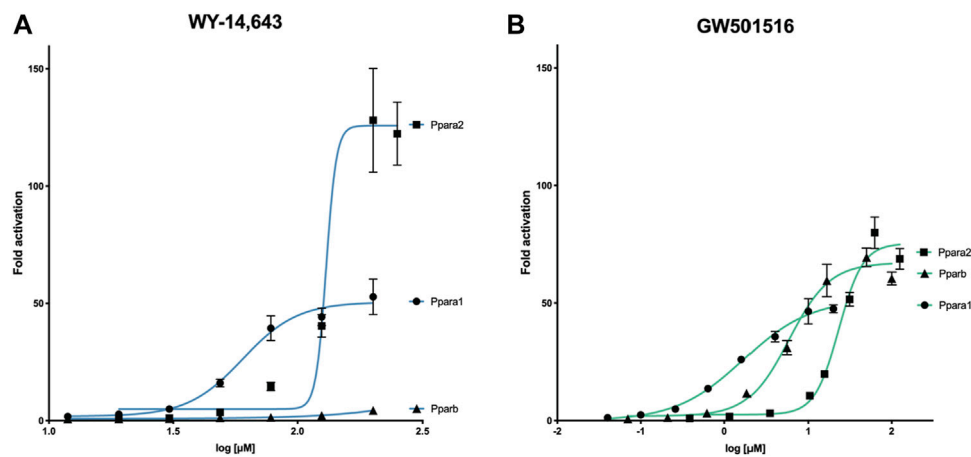 A
WY-14,643
Fold activation
150
100
50
0
1.0
1.5
2.0
2.5
log [µM]
Ppara2
Ppara1
Pparb
B
GW501516
Fold activation
150
100
50
0
-2
-1
0
1
2
log [µM]
Ppara2
Pparb
Ppara1